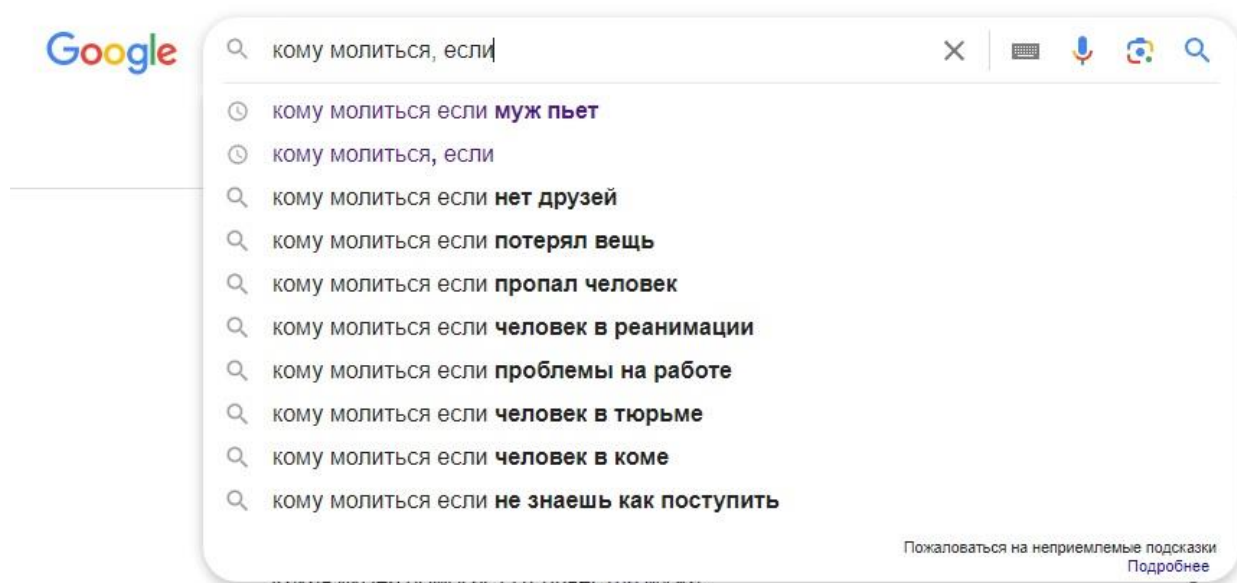 Google
кому молиться, если
кому молиться если муж пьет
кому молиться, если
кому молиться если нет друзей
кому молиться если потерял вещь
кому молиться если пропал человек
кому молиться если человек в реанимации
кому молиться если проблемы на работе
кому молиться если человек в тюрьме
кому молиться если человек в коме
кому молиться если не знаешь как поступить
Пожаловаться на неприемлемые подсказки
Подробнее